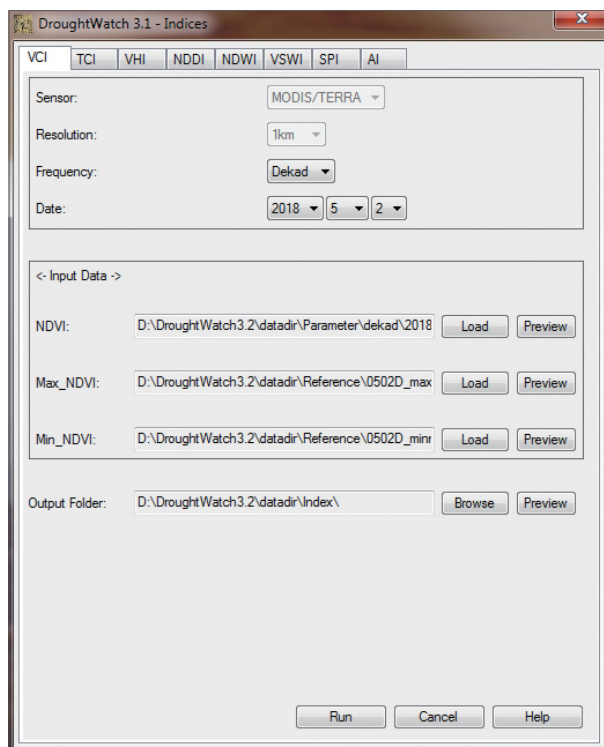 DroughtWatch 3.1 - Indices
VCI TCI VHI NDDI NDWI VSWI SPI AI
Sensor: MODIS/TERRA
Resolution: 1km
Frequency: Dekad
Date: 2018 5 2
<- Input Data ->
NDVI: D:\DroughtWatch3.2\datadir\Parameter\dekad\2018 Load Preview
Max_NDVI: D:\DroughtWatch3.2\datadir\Reference\0502D_max Load Preview
Min_NDVI: D:\DroughtWatch3.2\datadir\Reference\0502D_minr Load Preview
Output Folder: D:\DroughtWatch3.2\datadir\Index\ Browse Preview
Run Cancel Help